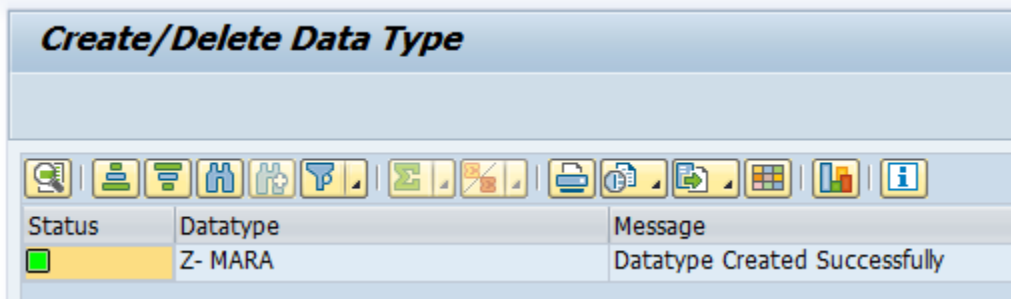 Create/Delete Data Type
Status Datatype Message
Z- MARA Datatype Created Successfully